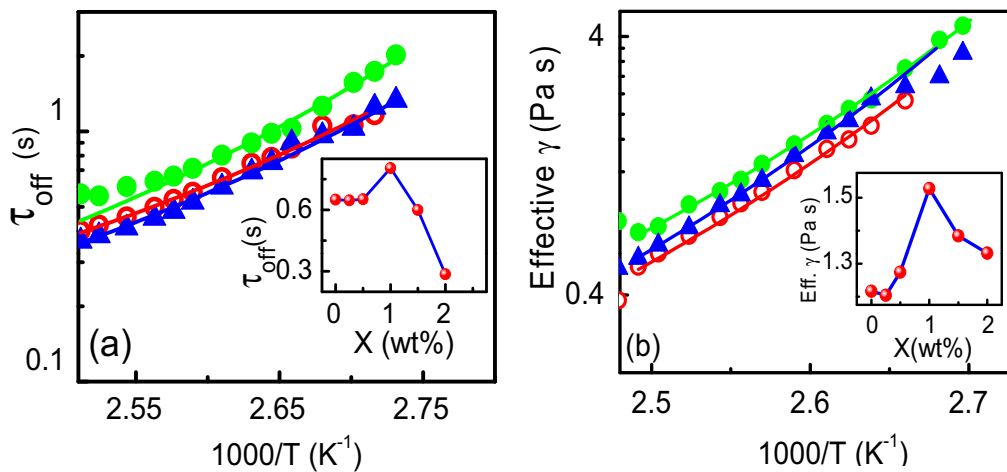 τoff (s)
1
0.1
(a)
2.55
2.65
2.75
1000/T (K⁻¹)
τoff(s)
0.6
0.3
0
1
2
X (wt%)
Effective γ (Pa s)
4
0.4
(b)
2.5
2.6
2.7
1000/T (K⁻¹)
Eff. γ (Pa s)
1.5
1.3
0
1
2
X(wt%)